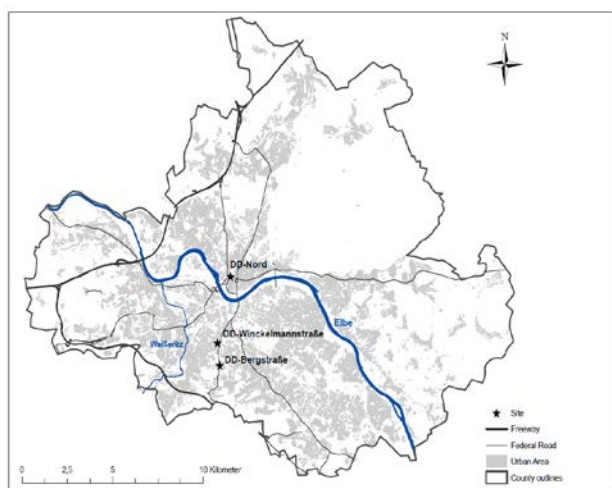 N
DD-Nord
Elbe
DD-Winckelmannstraße
Weißeritz
DD-Bergstraße
Site
Freeway
Federal Road
Urban Area
County outlines
0 2,5 5 10 Kilometer